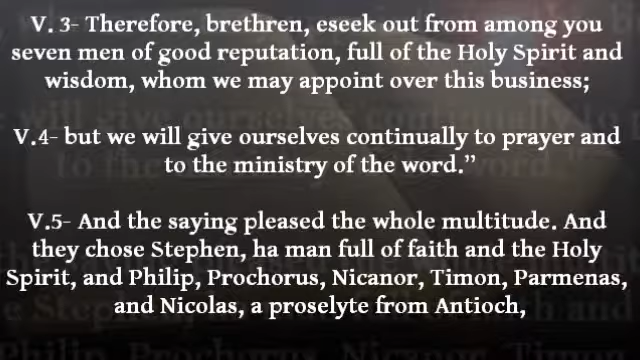 V. 3- Therefore, brethren, eseek out from among you
seven men of good reputation, full of the Holy Spirit and
wisdom, whom we may appoint over this business;
V.4- but we will give ourselves continually to prayer and
to the ministry of the word.”
V.5- And the saying pleased the whole multitude. And
they chose Stephen, ha man full of faith and the Holy
Spirit, and Philip, Prochorus, Nicanor, Timon, Parmenas,
and Nicolas, a proselyte from Antioch,